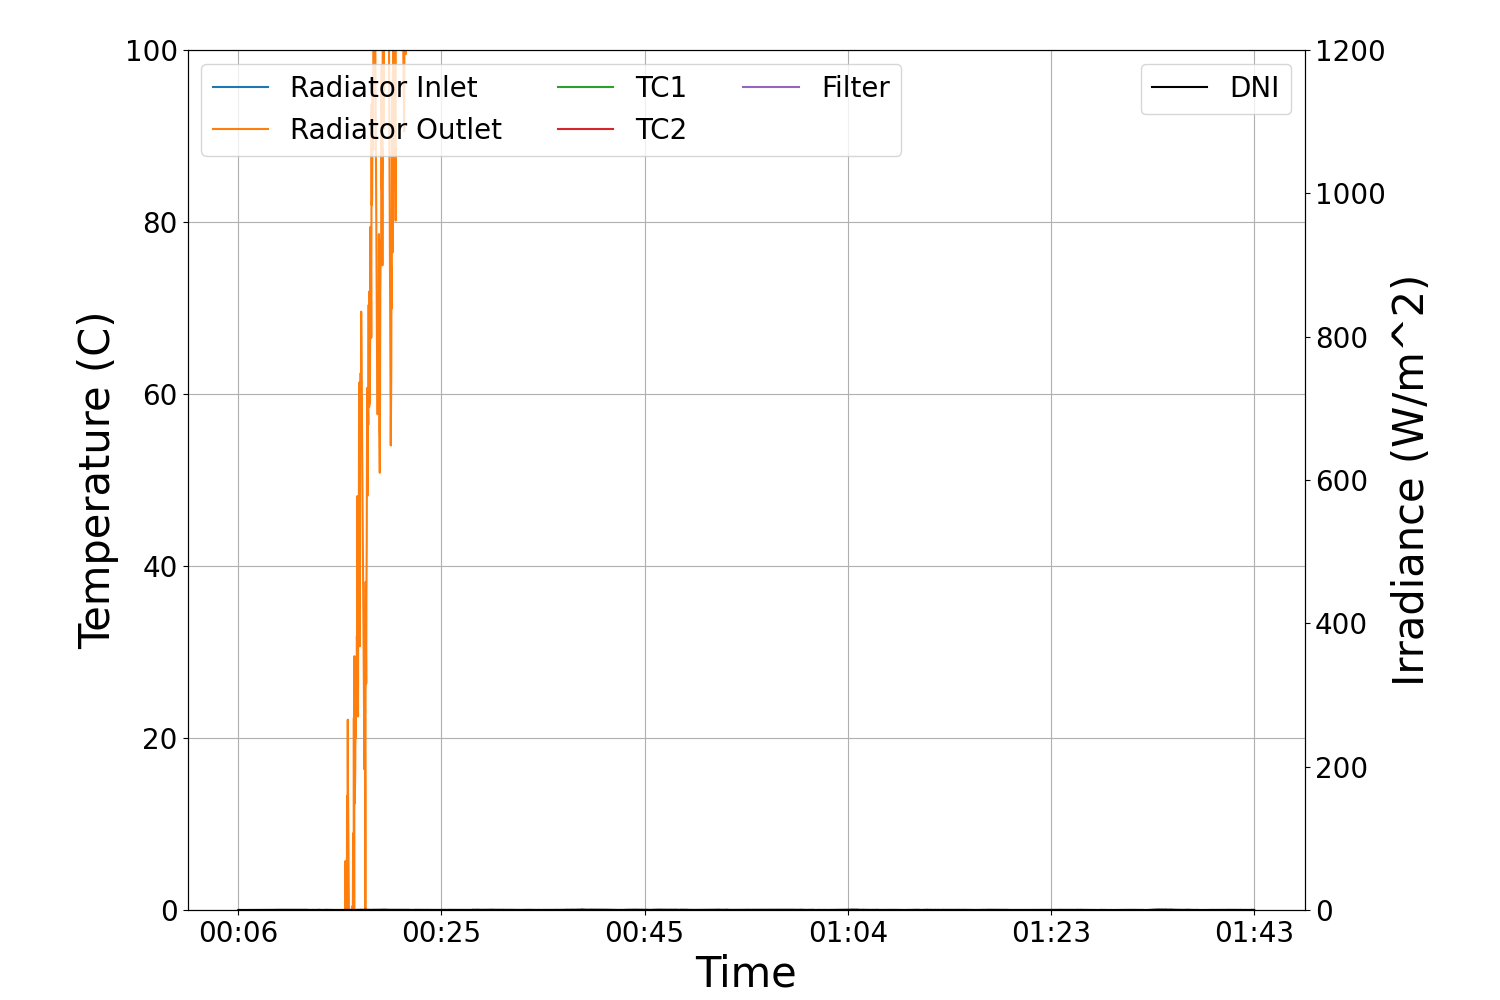 Radiator Inlet
Radiator Outlet
TC1
TC2
Filter
DNI
Temperature (C)
100
80
60
40
20
0
1200
1000
800
600
400
200
0
Irradiance (W/m^2)
00:06 00:25 00:45 01:04 01:23 01:43
Time